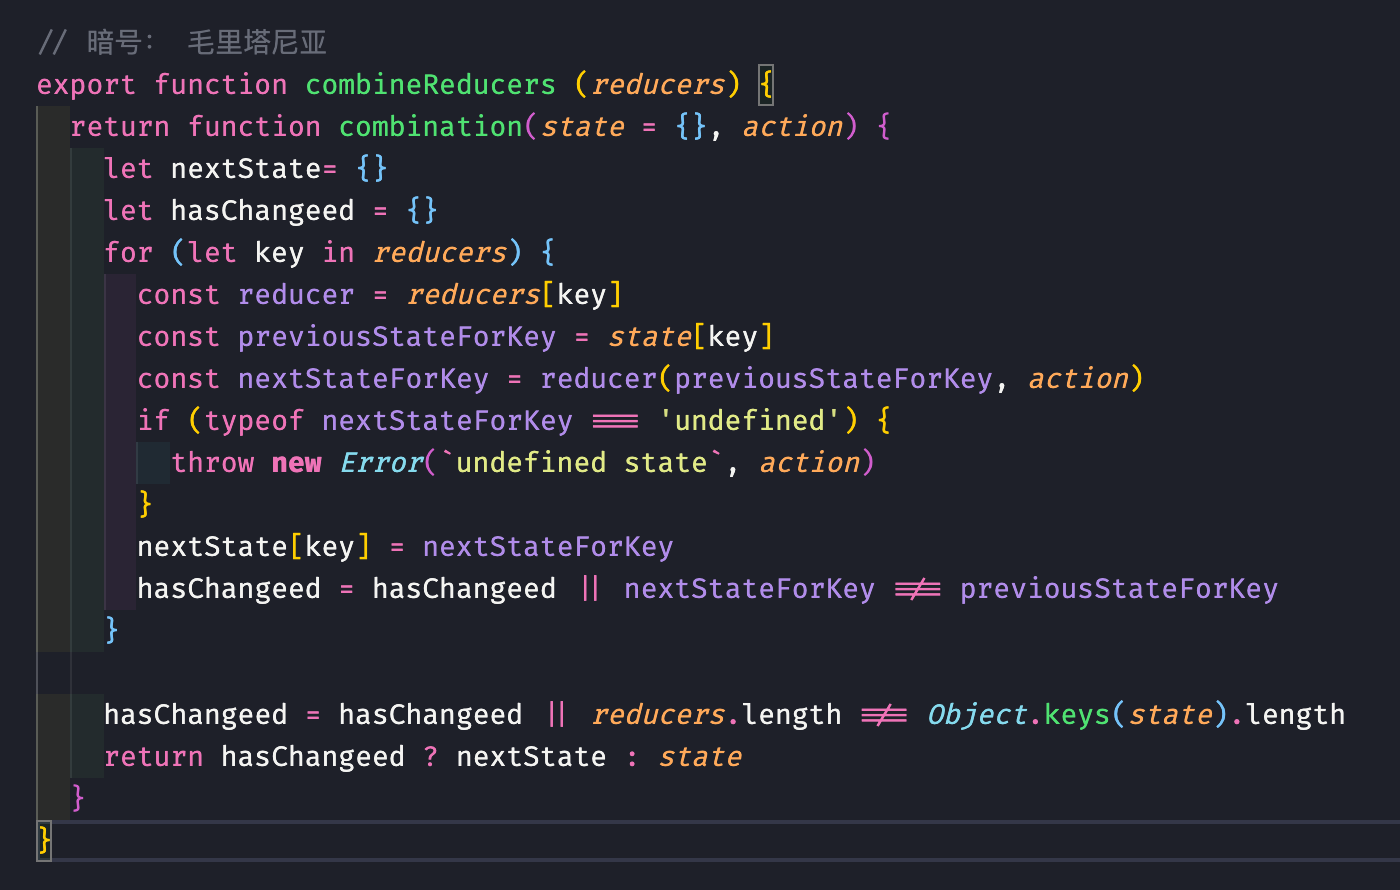 // 暗号： 毛里塔尼亚
export function combineReducers (reducers) {
return function combination(state = {}, action) {
let nextState= {}
let hasChangeed = {}
for (let key in reducers) {
const reducer = reducers[key]
const previousStateForKey = state[key]
const nextStateForKey = reducer(previousStateForKey, action)
if (typeof nextStateForKey === 'undefined') {
throw new Error(`undefined state`, action)
}
nextState[key] = nextStateForKey
hasChangeed = hasChangeed || nextStateForKey !== previousStateForKey
}
hasChangeed = hasChangeed || reducers.length !== Object.keys(state).length
return hasChangeed ? nextState : state
}
}